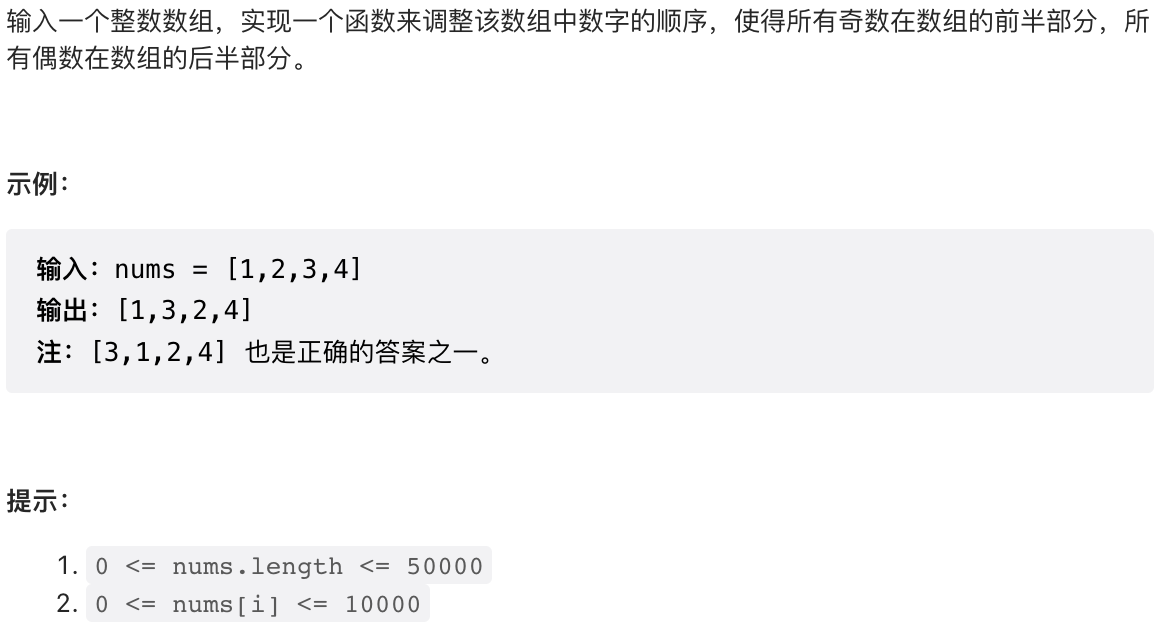 输入一个整数数组，实现一个函数来调整该数组中数字的顺序，使得所有奇数在数组的前半部分，所
有偶数在数组的后半部分。
示例：
输入：nums = [1,2,3,4]
输出：[1,3,2,4]
注：[3,1,2,4] 也是正确的答案之一。
提示：
1. 0 <= nums.length <= 50000
2. 0 <= nums[i] <= 10000